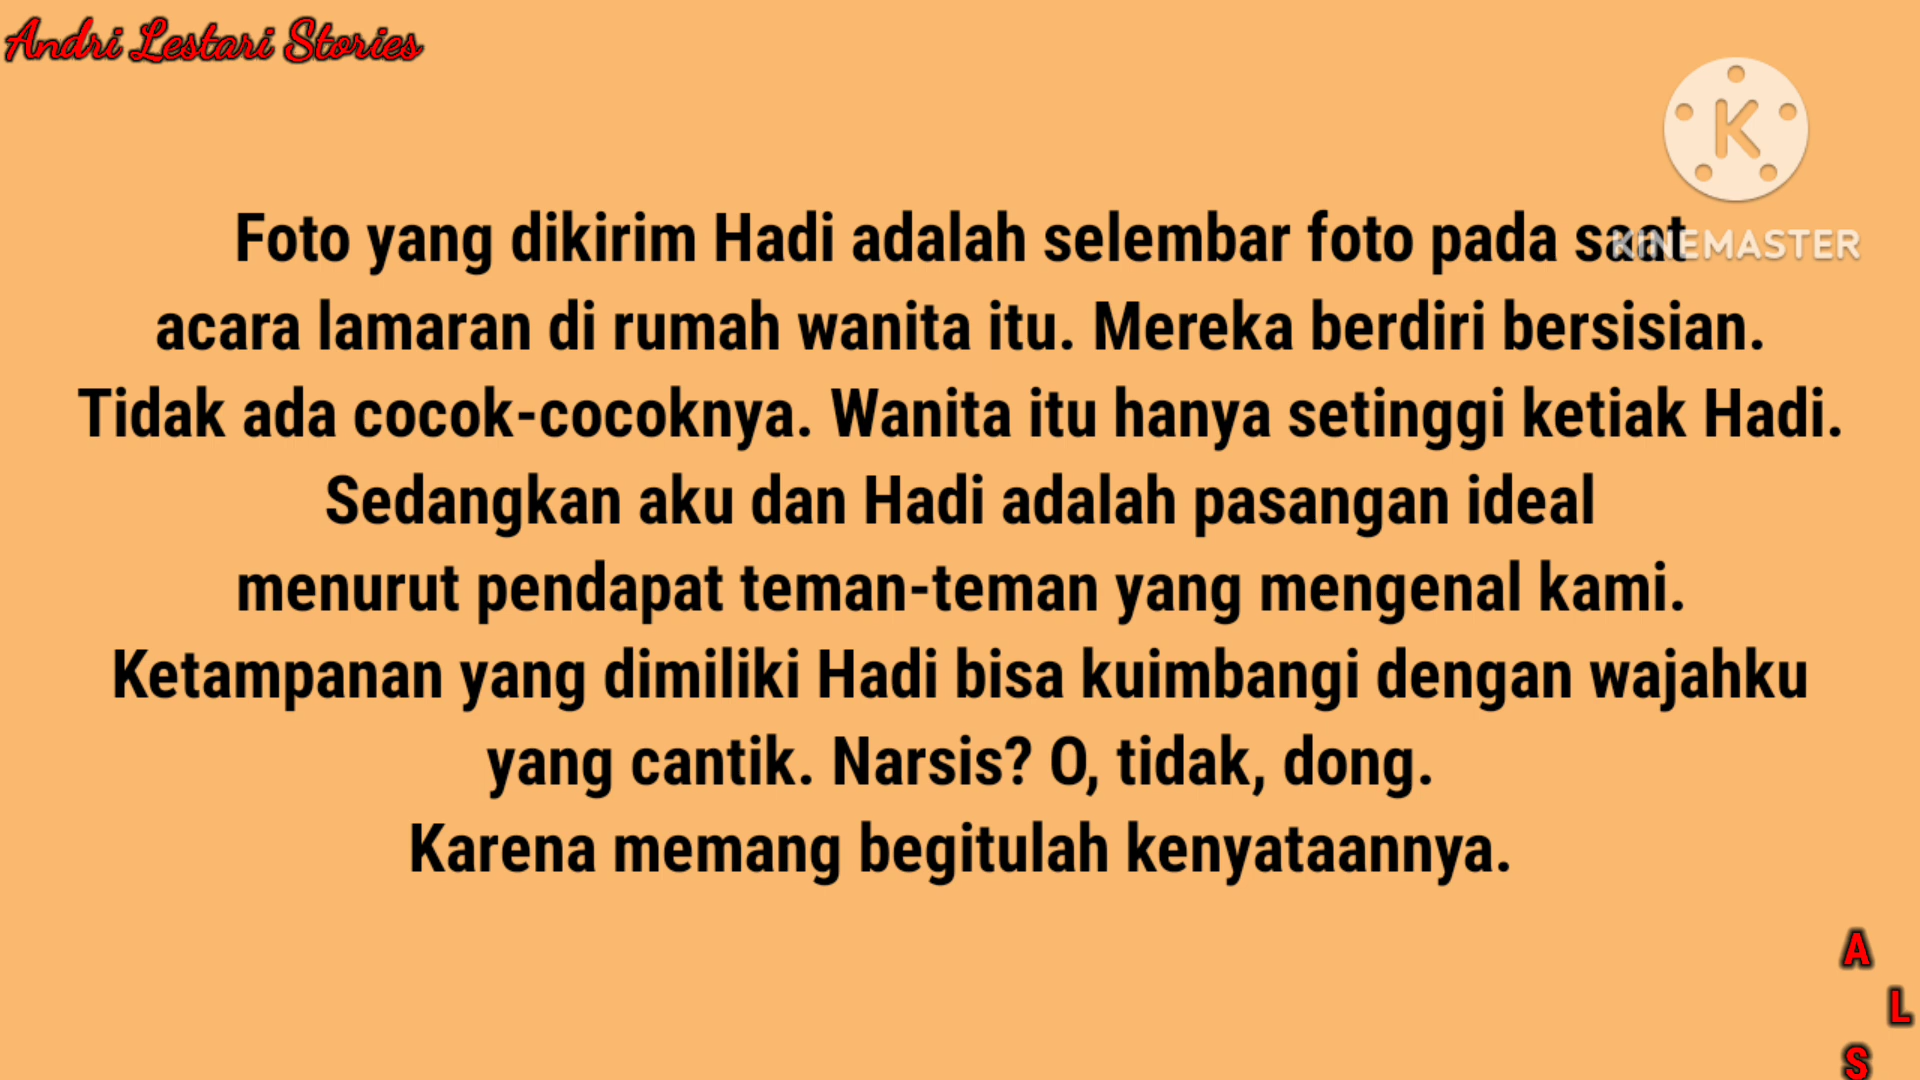 Andri Lestari Stories
KINEMASTER
Foto yang dikirim Hadi adalah selembar foto pada saat
acara lamaran di rumah wanita itu. Mereka berdiri bersisian.
Tidak ada cocok-cocoknya. Wanita itu hanya setinggi ketiak Hadi.
Sedangkan aku dan Hadi adalah pasangan ideal
menurut pendapat teman-teman yang mengenal kami.
Ketampanan yang dimiliki Hadi bisa kuimbangi dengan wajahku
yang cantik. Narsis? O, tidak, dong.
Karena memang begitulah kenyataannya.
A
L
S